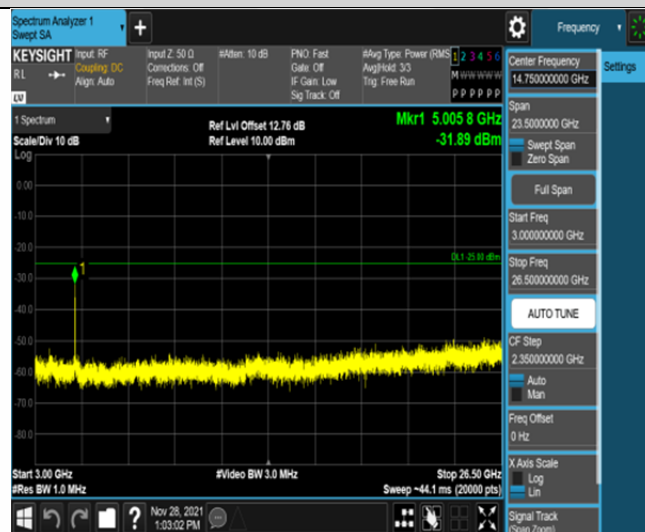 Spectrum Analyzer 1
Swept SA
+
Frequency
KEYSIGHT
RL
Input: RF
Coupling: DC
Align: Auto
Input Z: 50 Ω
Corrections: Off
Freq Ref: Int (S)
#Atten: 10 dB
PNO: Fast
Gate: Off
IF Gain: Low
Sig Track: Off
#Avg Type: Power (RMS
Avg|Hold: 3/3
Trig: Free Run
1 2 3 4 5 6
M W W W W W
P P P P P P
1 Spectrum
Scale/Div 10 dB
Log
Ref Lvl Offset 12.76 dB
Ref Level 10.00 dBm
Mkr1 5.005 8 GHz
-31.89 dBm
0.00
-10.0
-20.0
-30.0
-40.0
-50.0
-60.0
-70.0
-80.0
1
DL1 -25.00 dBm
Start 3.00 GHz
#Res BW 1.0 MHz
#Video BW 3.0 MHz
Stop 26.50 GHz
Sweep ~44.1 ms (20000 pts)
Nov 28, 2021
1:03:02 PM
?
Settings
Center Frequency
14.750000000 GHz
Span
23.5000000 GHz
Swept Span
Zero Span
Full Span
Start Freq
3.000000000 GHz
Stop Freq
26.500000000 GHz
AUTO TUNE
CF Step
2.350000000 GHz
Auto
Man
Freq Offset
0 Hz
X Axis Scale
Log
Lin
Signal Track
(Span Zoom)